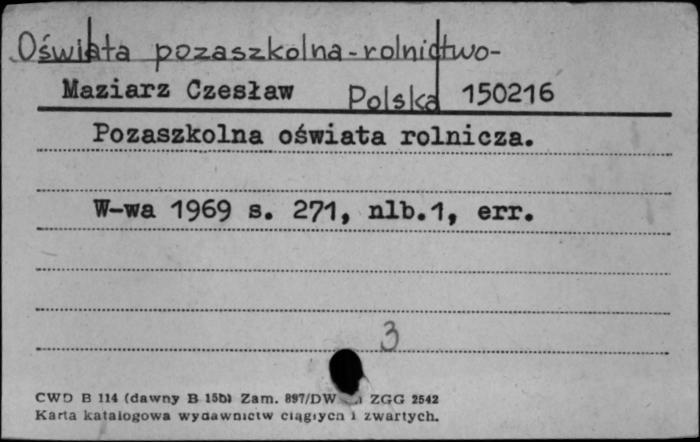 Oświata pozaszkolna-rolnictwo-
Maziarz Czesław Polska 150216
Pozaszkolna oświata rolnicza.
W-wa 1969 s. 271, nlb.1, err.
3
CWD B 114 (dawny B 15b) Zam. 897/DW ZGG 2542
Karta katalogowa wydawnictw ciągłych i zwartych.